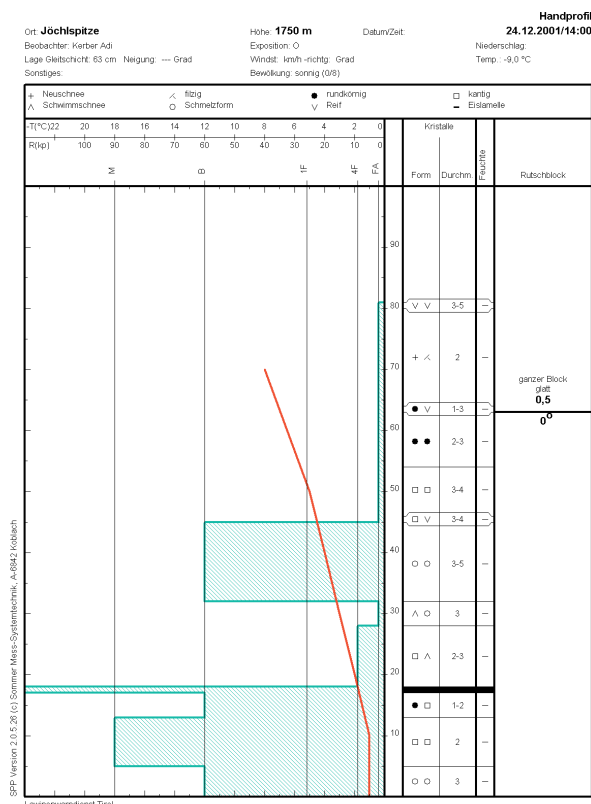 Handprofil
Ort: Jöchlspitze Höhe: 1750 m Datum/Zeit: 24.12.2001/14:00
Beobachter: Kerber Adi Exposition: O Niederschlag:
Lage Gleitschicht: 63 cm Neigung: --- Grad Windst: km/h -richtg: Grad Temp.: -9,0 °C
Sonstiges: Bewölkung: sonnig (0/8)
+ Neuschnee filzig ● rundkörnig □ kantig
∧ Schwimmschnee ○ Schmelzform ∨ Reif – Eislamelle
-T(°C)22 20 18 16 14 12 10 8 6 4 2 0
R(kp) 100 90 80 70 60 50 40 30 20 10 0
M B 1F 4F FA
Kristalle
Form Durchm. Feuchte Rutschblock
90
80 ∨ ∨ 3-5 –
70 + 2 –
ganzer Block
glatt
0,5
● ∨ 1-3 –
0°
60 ● ● 2-3 –
50 □ □ 3-4 –
□ ∨ 3-4 –
40 ○ ○ 3-5 –
30 ∧ ○ 3 –
20 □ ∧ 2-3 –
● □ 1-2 –
10 □ □ 2 –
○ ○ 3 –
SPP Version 2.0.5.26 (c) Sommer Mess-Systemtechnik, A-6842 Koblach
Lawinenwarndienst Tirol